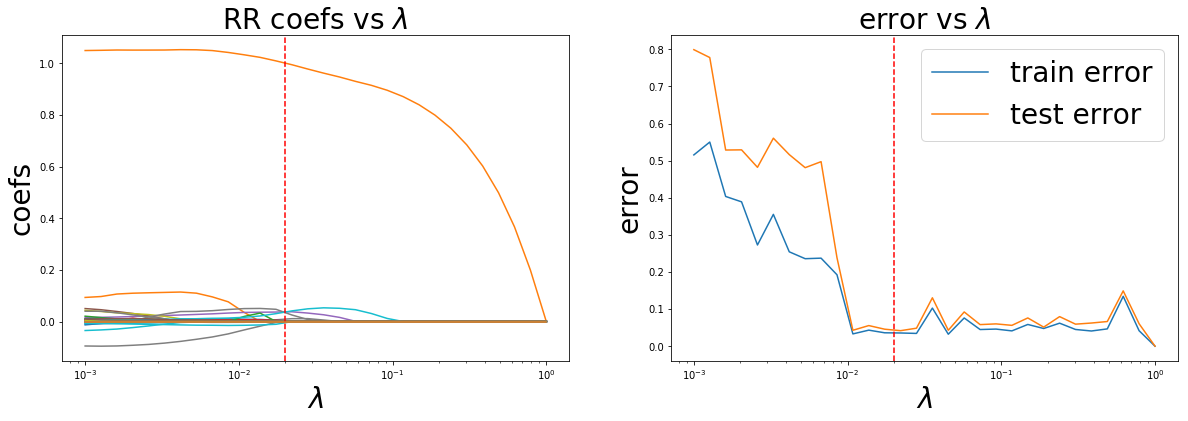 RR coefs vs λ
coefs
1.0
0.8
0.6
0.4
0.2
0.0
10⁻³
10⁻²
10⁻¹
10⁰
λ
error vs λ
error
0.8
0.7
0.6
0.5
0.4
0.3
0.2
0.1
0.0
train error
test error
10⁻³
10⁻²
10⁻¹
10⁰
λ